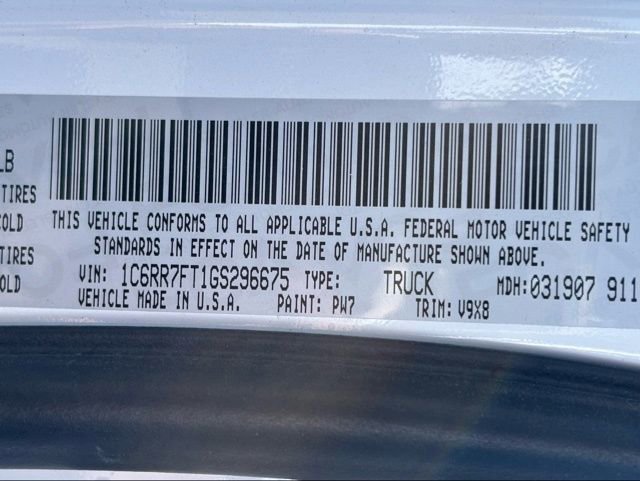 LB
TIRES
COLD
TIRES
OLD
THIS VEHICLE CONFORMS TO ALL APPLICABLE U.S.A. FEDERAL MOTOR VEHICLE SAFETY
STANDARDS IN EFFECT ON THE DATE OF MANUFACTURE SHOWN ABOVE.
VIN: 1C6RR7FT1GS296675 TYPE: TRUCK MDH:031907 911
VEHICLE MADE IN U.S.A. PAINT: PW7 TRIM: V9X8